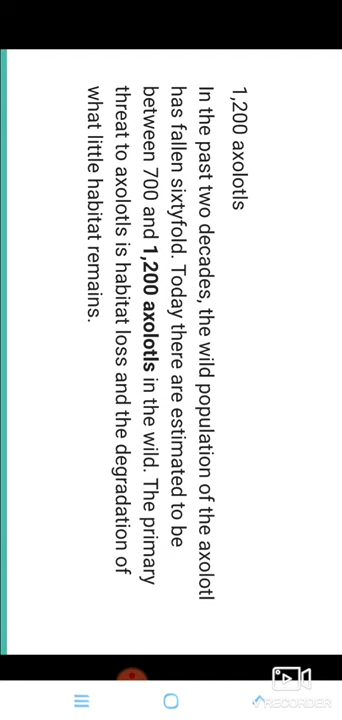 1,200 axolotls
In the past two decades, the wild population of the axolotl
has fallen sixtyfold. Today there are estimated to be
between 700 and 1,200 axolotls in the wild. The primary
threat to axolotls is habitat loss and the degradation of
what little habitat remains.
RECORDER